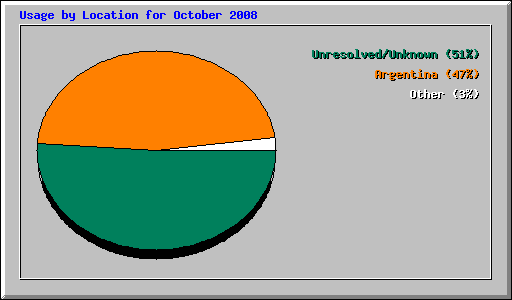 Usage by Location for October 2008
Unresolved/Unknown (51%)
Argentina (47%)
Other (3%)